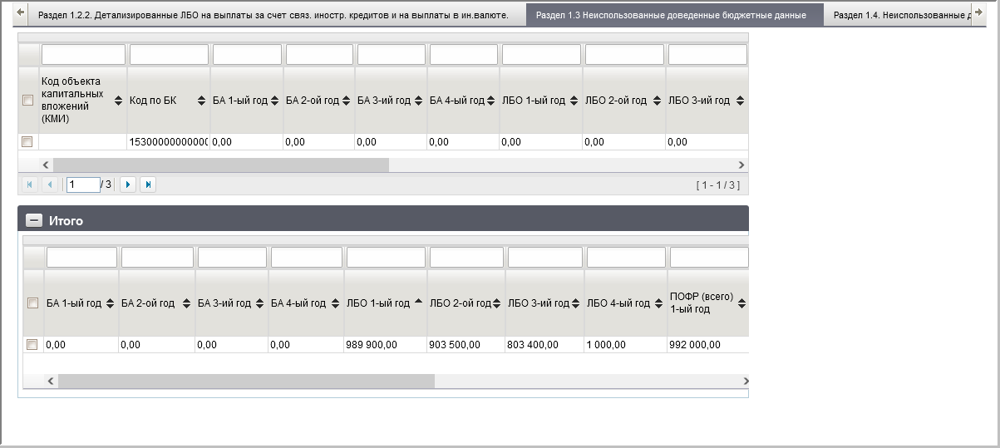 Раздел 1.2.2. Детализированные ЛБО на выплаты за счет связ. иностр. кредитов и на выплаты в ин.валюте. Раздел 1.3 Неиспользованные доведенные бюджетные данные Раздел 1.4. Неиспользованные
Код объекта капитальных вложений (КМИ) Код по БК БА 1-ый год БА 2-ой год БА 3-ий год БА 4-ый год ЛБО 1-ый год ЛБО 2-ой год ЛБО 3-ий год
15300000000000 0,00 0,00 0,00 0,00 0,00 0,00 0,00
1 / 3 [ 1 - 1 / 3 ]
Итого
БА 1-ый год БА 2-ой год БА 3-ий год БА 4-ый год ЛБО 1-ый год ЛБО 2-ой год ЛБО 3-ий год ЛБО 4-ый год ПОФР (всего) 1-ый год
0,00 0,00 0,00 0,00 989 900,00 903 500,00 803 400,00 1 000,00 992 000,00